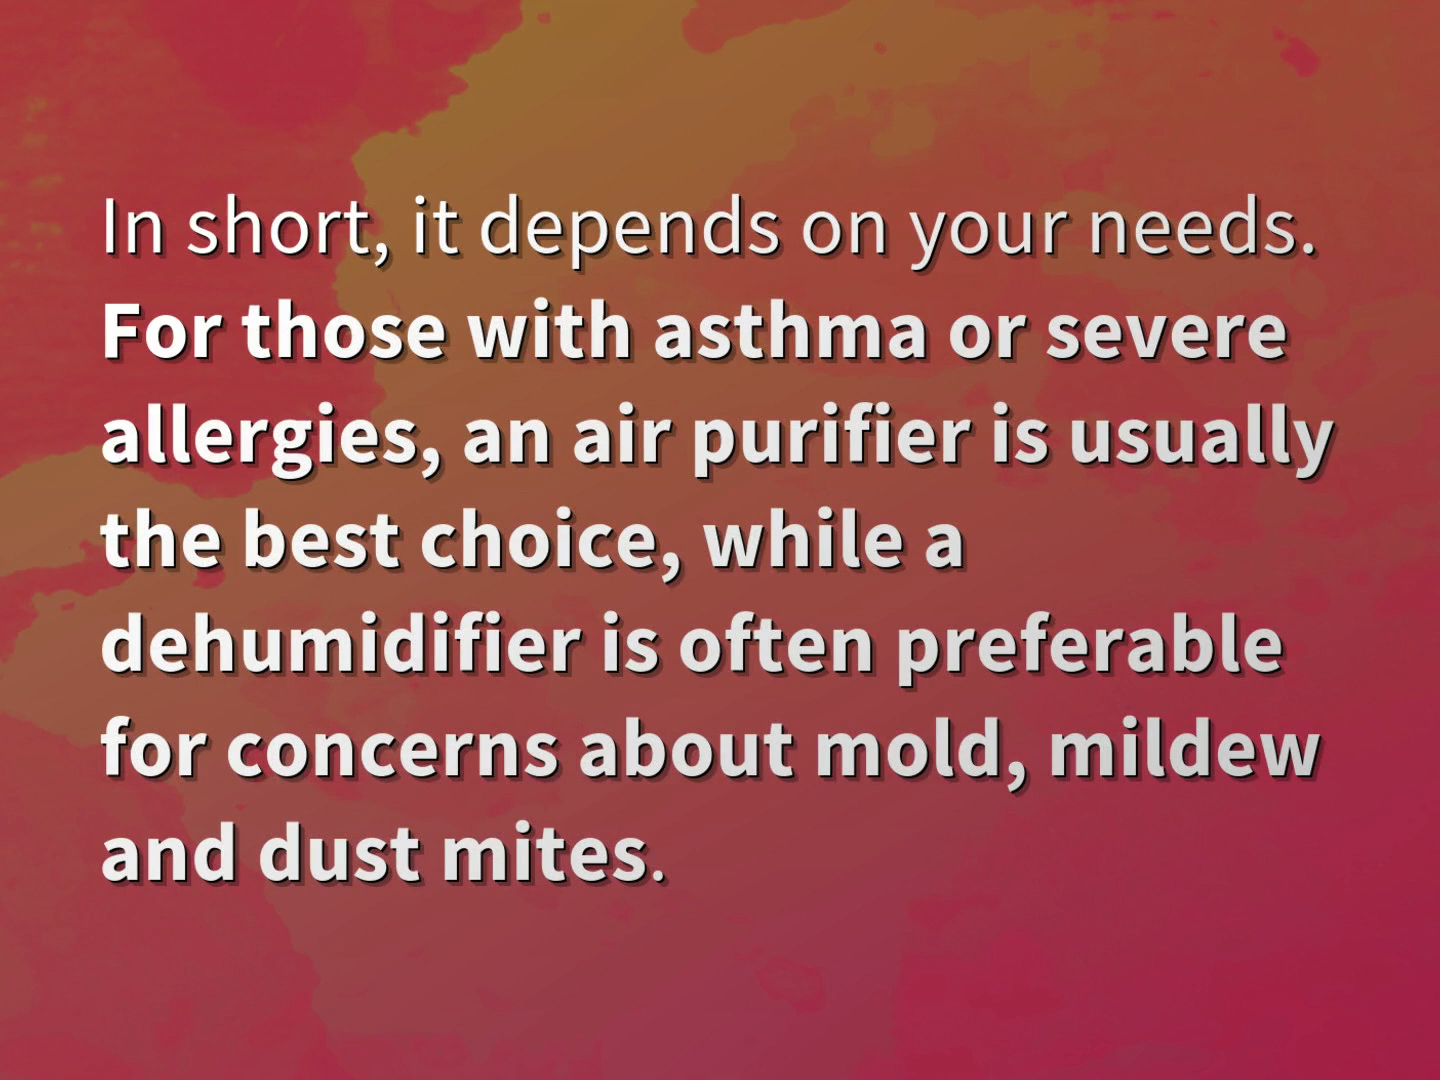 In short, it depends on your needs.
For those with asthma or severe
allergies, an air purifier is usually
the best choice, while a
dehumidifier is often preferable
for concerns about mold, mildew
and dust mites.